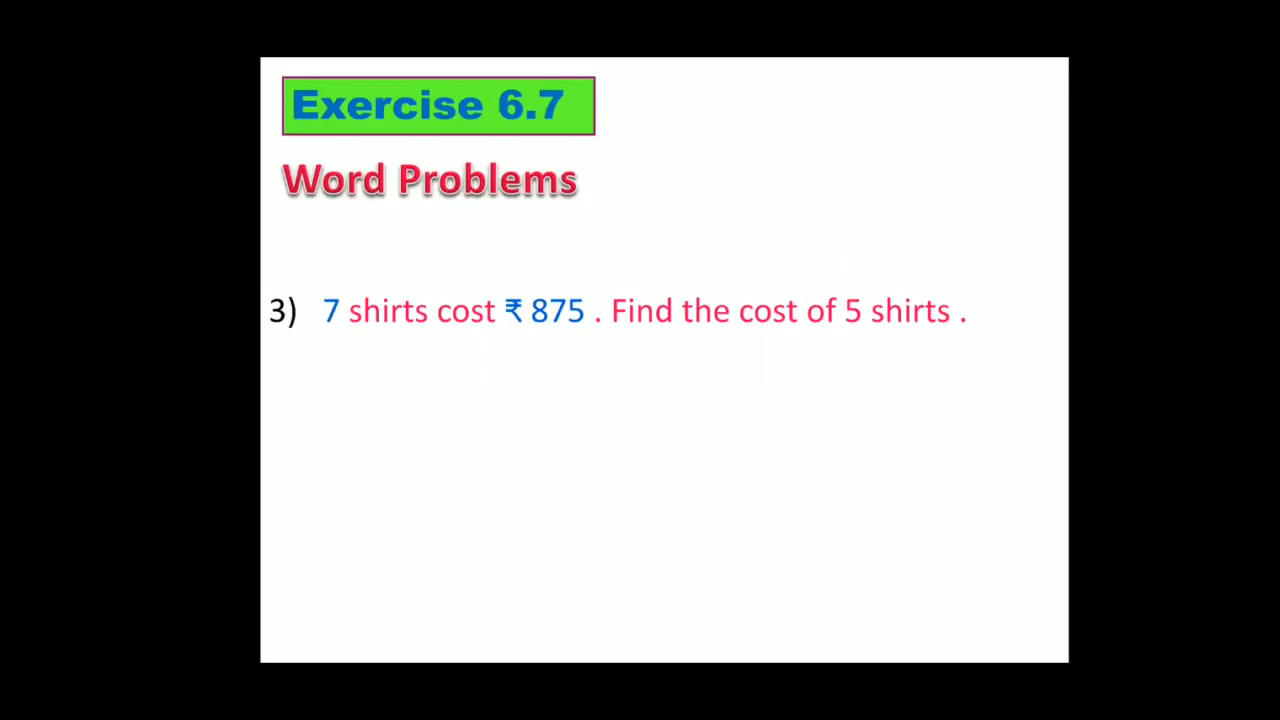 Exercise 6.7
Word Problems
3) 7 shirts cost ₹ 875 . Find the cost of 5 shirts .